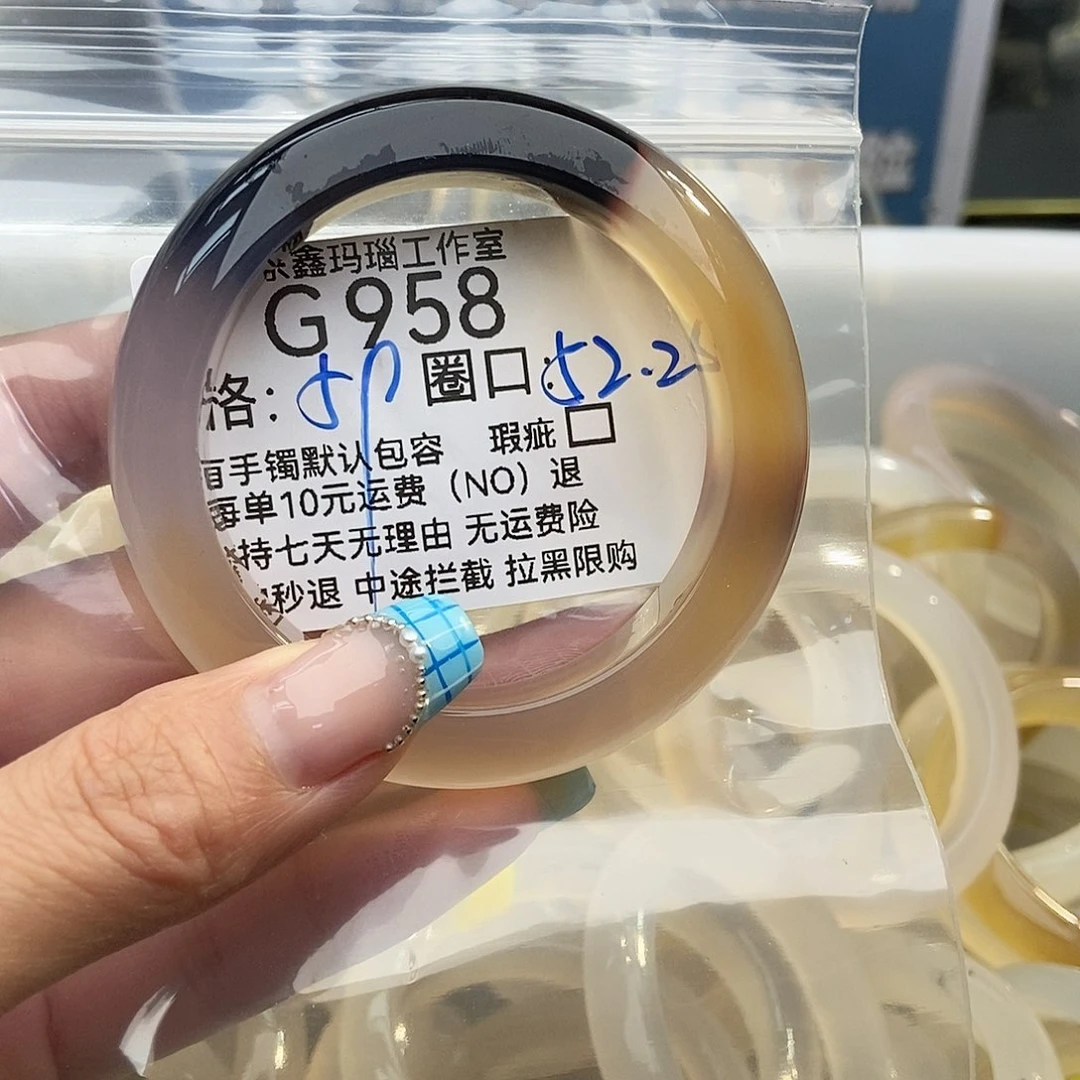 鑫玛瑙工作室
G958
格: 圈口:52.2
瑕疵□
手镯默认包容
每单10元运费（NO）退
持七天无理由 无运费险
秒退 中途拦截 拉黑限购